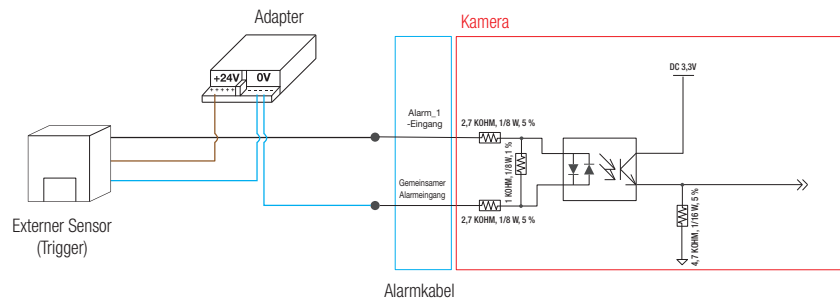 Adapter
Kamera
+24V
0V
DC 3,3V
Alarm_1
-Eingang
2,7 KOHM, 1/8 W, 5 %
1 KOHM, 1/8 W, 1 %
Gemeinsamer
Alarmeingang
2,7 KOHM, 1/8 W, 5 %
4,7 KOHM, 1/16 W, 5 %
Externer Sensor
(Trigger)
Alarmkabel